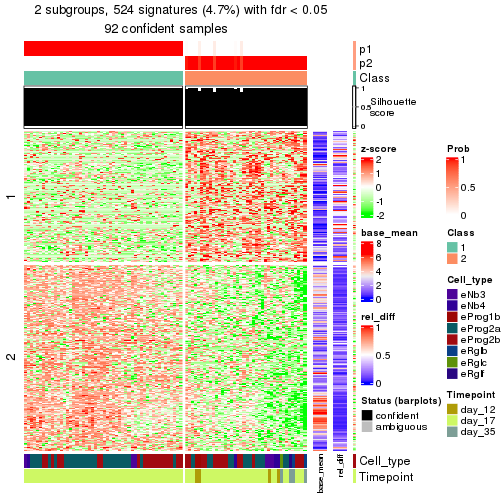 2 subgroups, 524 signatures (4.7%) with fdr < 0.05
92 confident samples
p1
p2
Class
1
0.5
0
Silhouette
score
1
2
z-score
2
1
0
-1
-2
base_mean
8
6
4
2
0
rel_diff
1
0.5
0
Status (barplots)
confident
ambiguous
Prob
1
0.5
0
Class
1
2
Cell_type
eNb3
eNb4
eProg1b
eProg2a
eProg2b
eRglb
eRglc
eRglf
Timepoint
day_12
day_17
day_35
base_mean
rel_diff
Cell_type
Timepoint